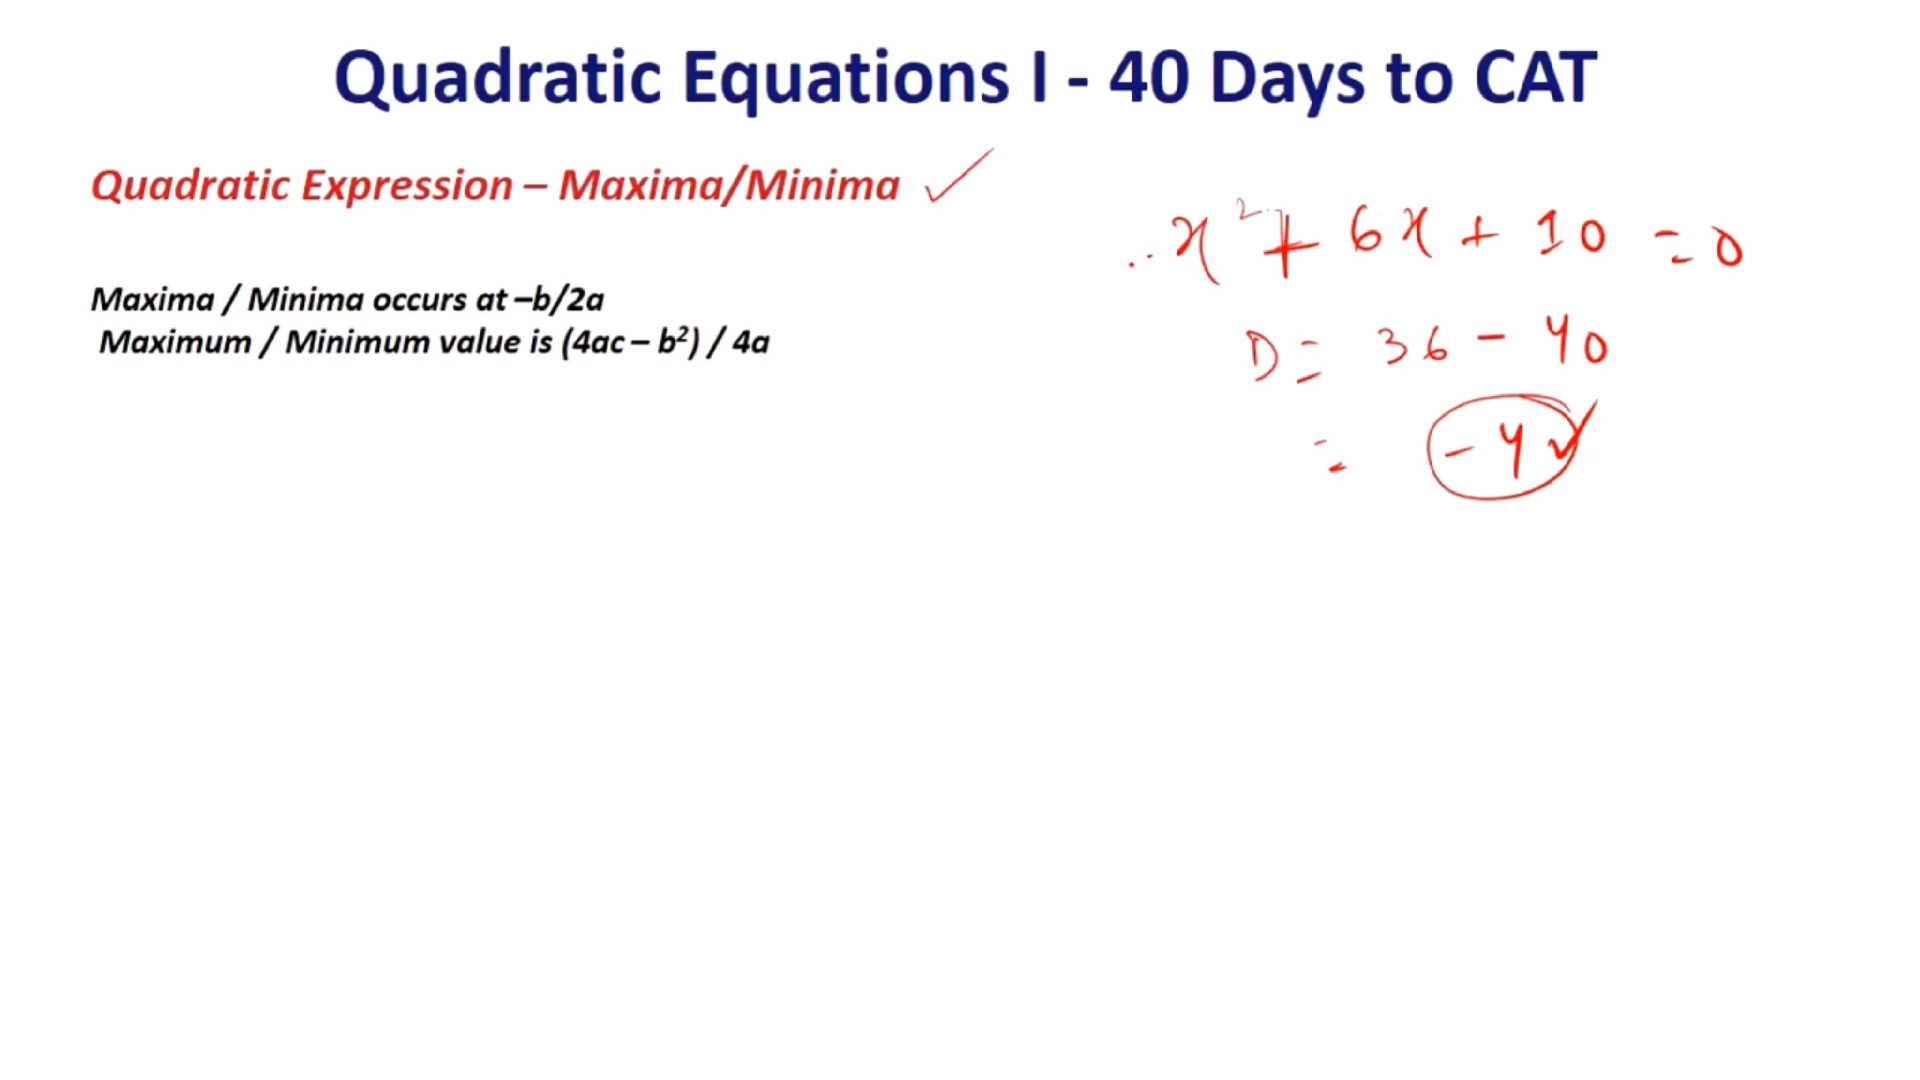 Quadratic Equations I - 40 Days to CAT
Quadratic Expression – Maxima/Minima
Maxima / Minima occurs at –b/2a
Maximum / Minimum value is (4ac – b²) / 4a
x² + 6x + 10 = 0
D = 36 - 40
= -4